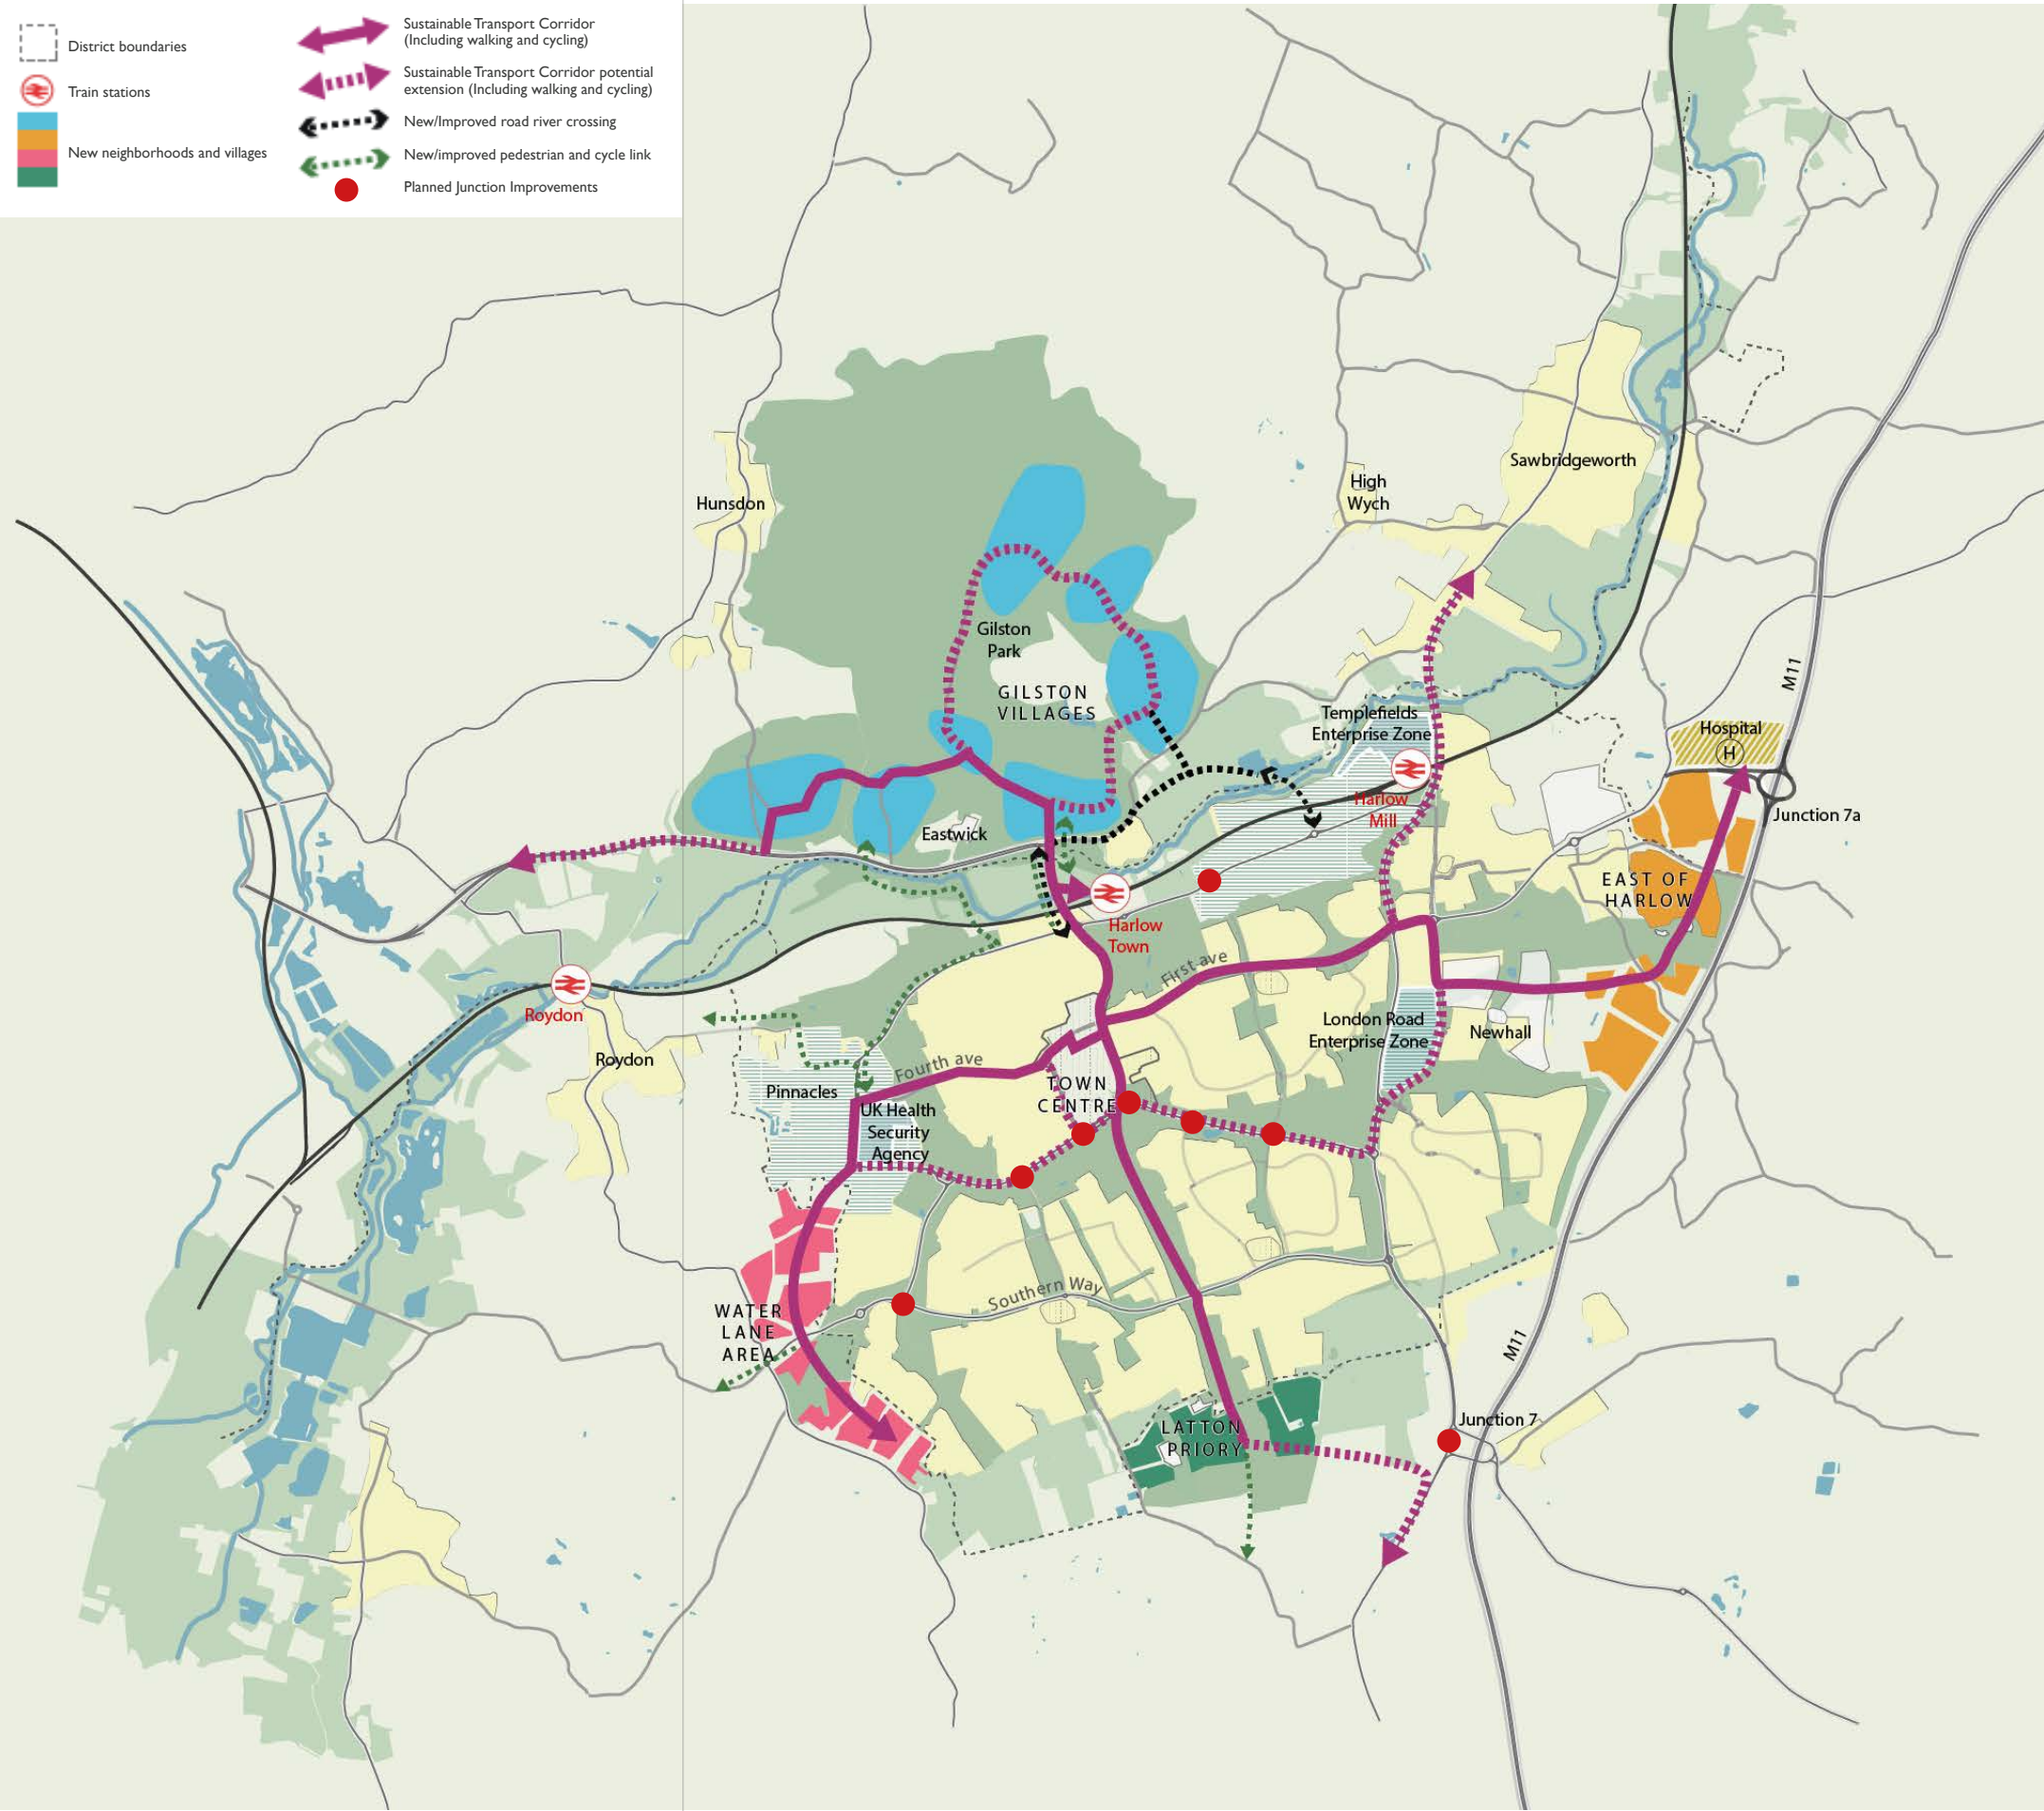 District boundaries
Train stations
New neighborhoods and villages
Sustainable Transport Corridor
(Including walking and cycling)
Sustainable Transport Corridor potential
extension (Including walking and cycling)
New/Improved road river crossing
New/improved pedestrian and cycle link
Planned Junction Improvements
Sawbridgeworth
High
Wych
Hunsdon
Gilston
Park
GILSTON
VILLAGES
M11
Templefields
Enterprise Zone
Hospital
H
Harlow
Mill
Junction 7a
Eastwick
EAST OF
HARLOW
Harlow
Town
First ave
Roydon
Roydon
London Road
Enterprise Zone
Newhall
Fourth ave
Pinnacles
TOWN
CENTRE
UK Health
Security
Agency
Southern Way
WATER
LANE
AREA
M11
LATTON
PRIORY
Junction 7